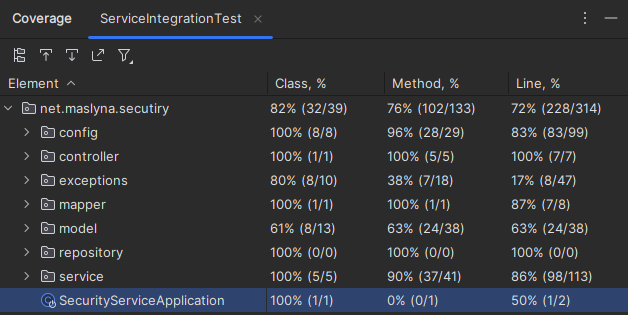 Coverage ServiceIntegrationTest
Element Class, % Method, % Line, %
net.maslyna.secutiry 82% (32/39) 76% (102/133) 72% (228/314)
config 100% (8/8) 96% (28/29) 83% (83/99)
controller 100% (1/1) 100% (5/5) 100% (7/7)
exceptions 80% (8/10) 38% (7/18) 17% (8/47)
mapper 100% (1/1) 100% (1/1) 87% (7/8)
model 61% (8/13) 63% (24/38) 63% (24/38)
repository 100% (0/0) 100% (0/0) 100% (0/0)
service 100% (5/5) 90% (37/41) 86% (98/113)
SecurityServiceApplication 100% (1/1) 0% (0/1) 50% (1/2)